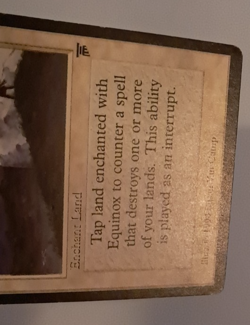 Enchant Land
Tap land enchanted with
Equinox to counter a spell
that destroys one or more
of your lands. This ability
is played as an interrupt.